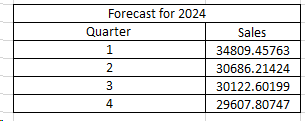 Forecast for 2024
Quarter Sales
1 34809.45763
2 30686.21424
3 30122.60199
4 29607.80747